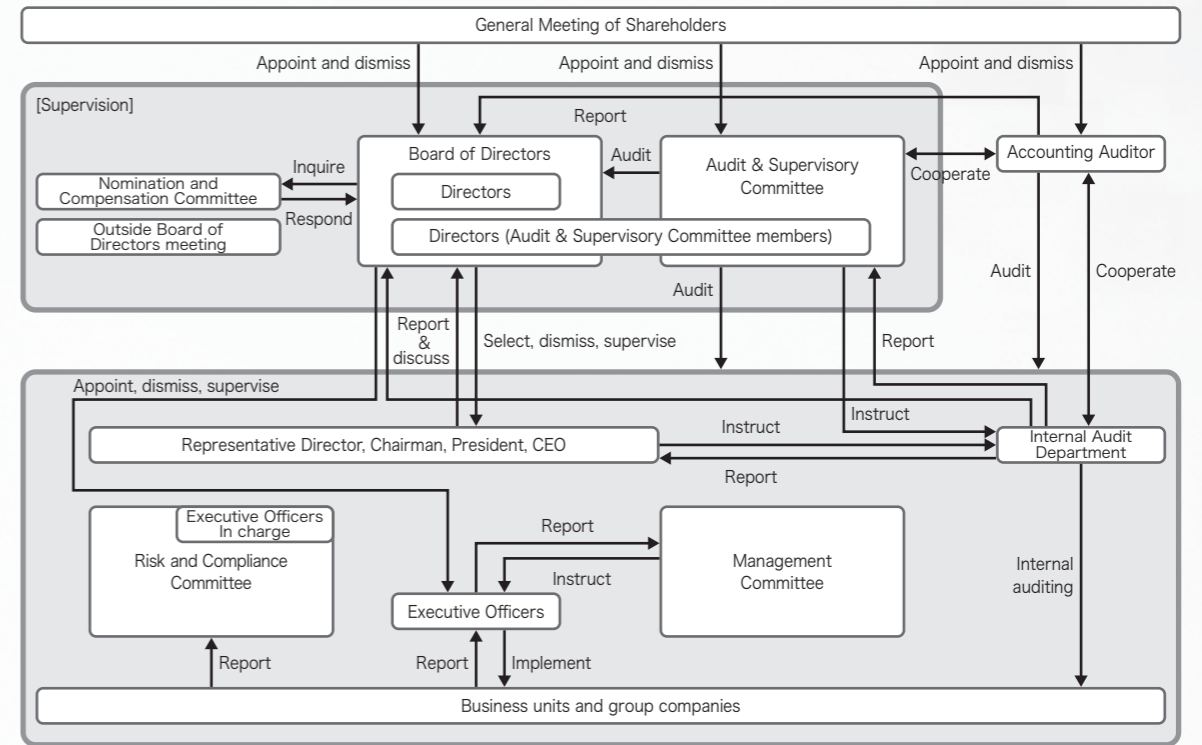 General Meeting of Shareholders
Appoint and dismiss
Appoint and dismiss
Appoint and dismiss
[Supervision]
Report
Board of Directors
Directors
Audit
Audit & Supervisory
Committee
Directors (Audit & Supervisory Committee members)
Cooperate
Accounting Auditor
Inquire
Nomination and
Compensation Committee
Respond
Outside Board of
Directors meeting
Audit
Audit
Cooperate
Report
&
discuss
Select, dismiss, supervise
Report
Appoint, dismiss, supervise
Instruct
Representative Director, Chairman, President, CEO
Instruct
Report
Internal Audit
Department
Executive Officers
In charge
Risk and Compliance
Committee
Report
Instruct
Executive Officers
Management
Committee
Internal
auditing
Report
Report
Implement
Business units and group companies